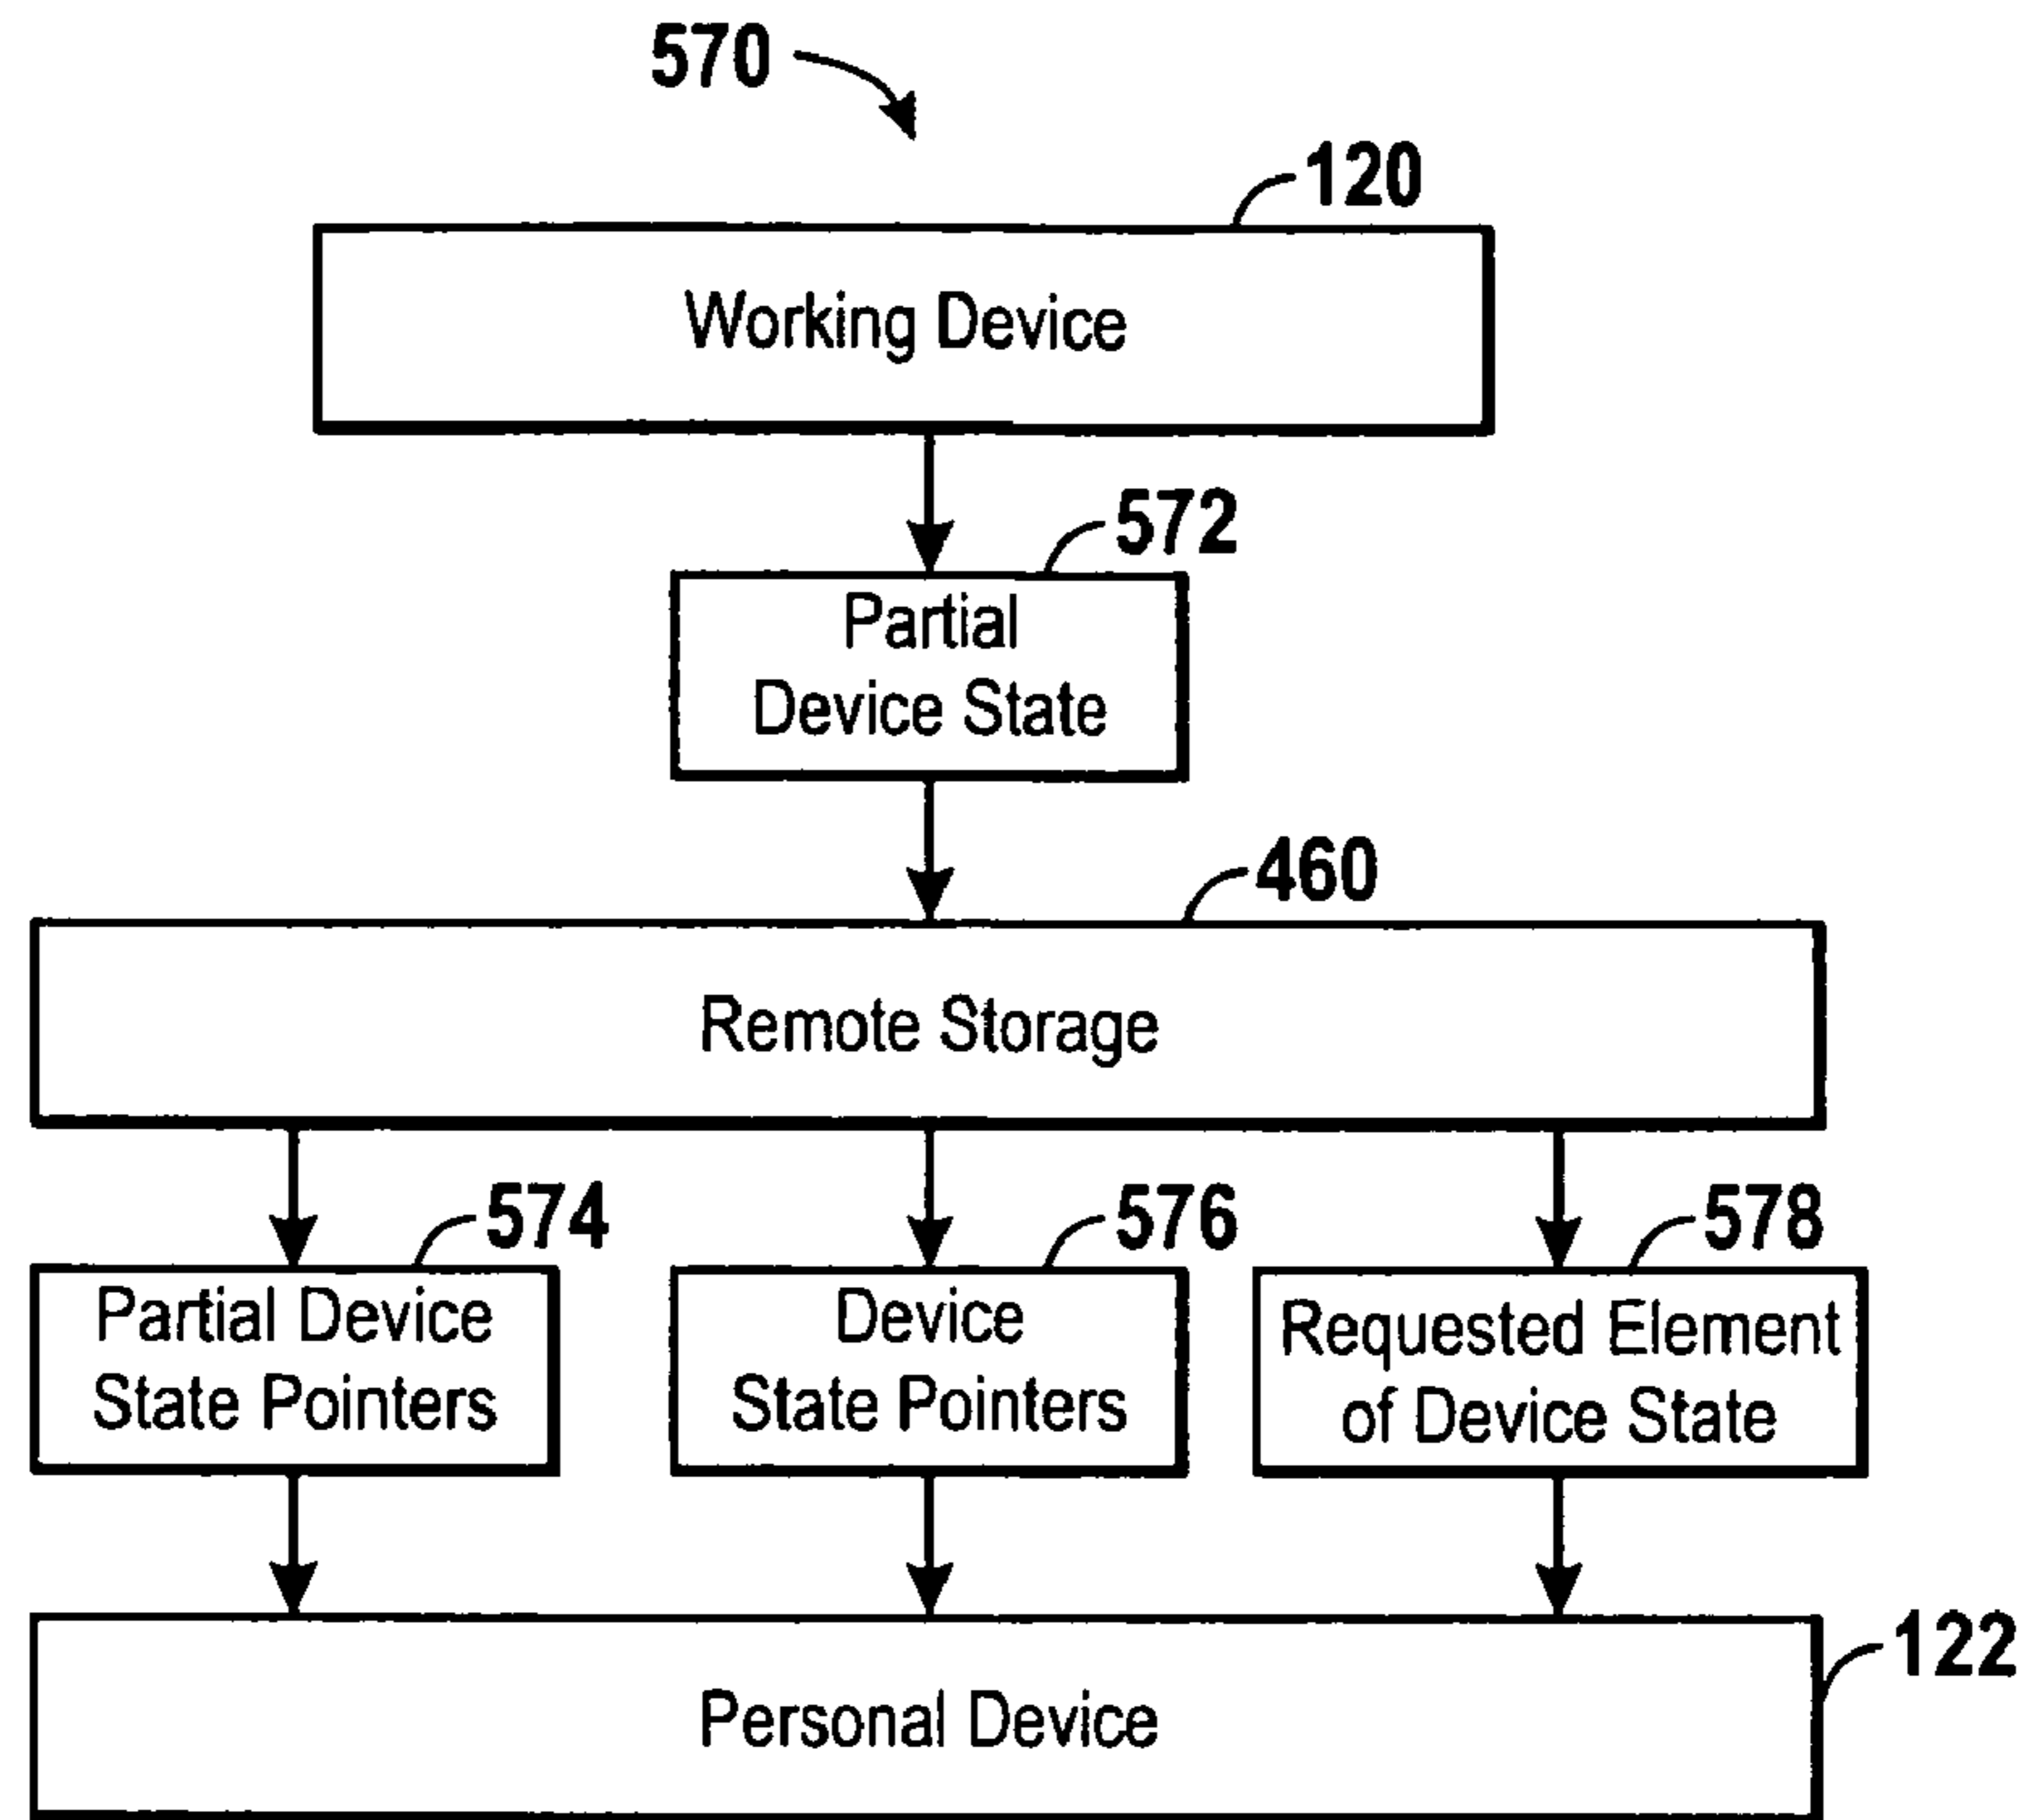 570
120
Working Device
572
Partial
Device State
460
Remote Storage
574
576
578
Partial Device
State Pointers
Device
State Pointers
Requested Element
of Device State
122
Personal Device